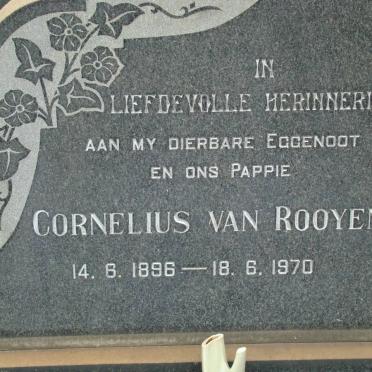 IN
LIEFDEVOLLE HERINNERI
AAN MY DIERBARE EGGENOOT
EN ONS PAPPIE
CORNELIUS VAN ROOYEN
14. 6. 1896 — 18. 6. 1970